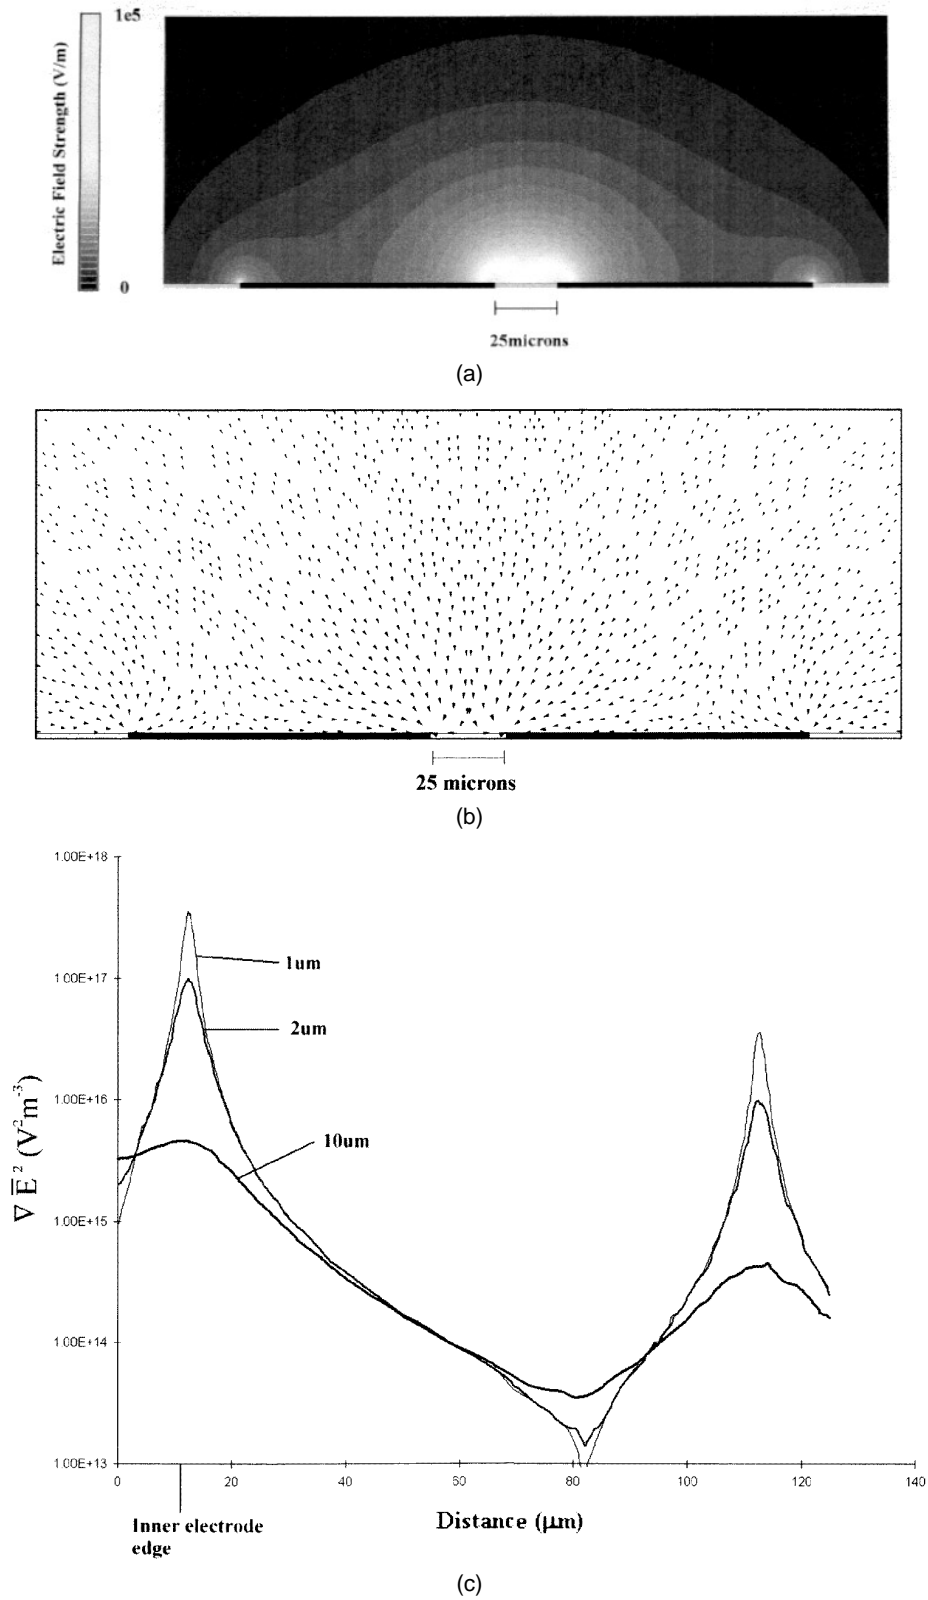 1e5
Electric Field Strength (V/m)
0
25microns
(a)
25 microns
(b)
1.00E+18
1.00E+17
1.00E+16
1.00E+15
1.00E+14
1.00E+13
∇ E̅ ² (V²m⁻³)
1um
2um
10um
0 20 40 60 80 100 120 140
Inner electrode
edge
Distance (μm)
(c)